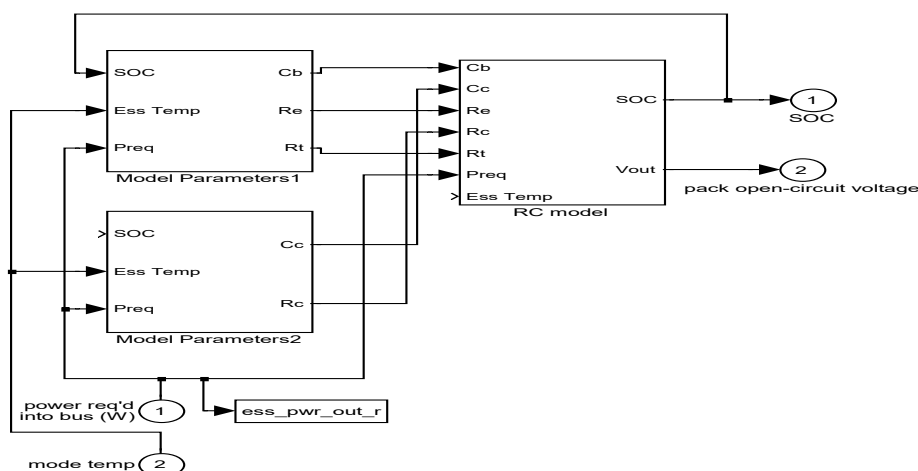 SOC
Ess Temp
Preq
Cb
Re
Rt
Model Parameters1
Cb
Cc
Re
Rc
Rt
Preq
Ess Temp
SOC
Vout
RC model
1
SOC
2
pack open-circuit voltage
SOC
Ess Temp
Preq
Cc
Rc
Model Parameters2
power req'd
into bus (W)
1
ess_pwr_out_r
mode temp
2